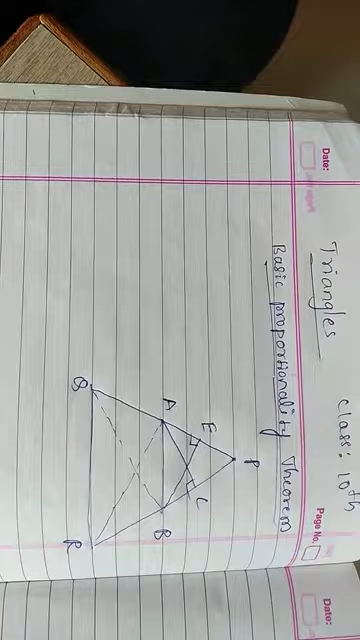 Date:
Page No.
Triangles class: 10th
Basic proportionality Theorem
P
E
L
A
B
Q
R
Date: